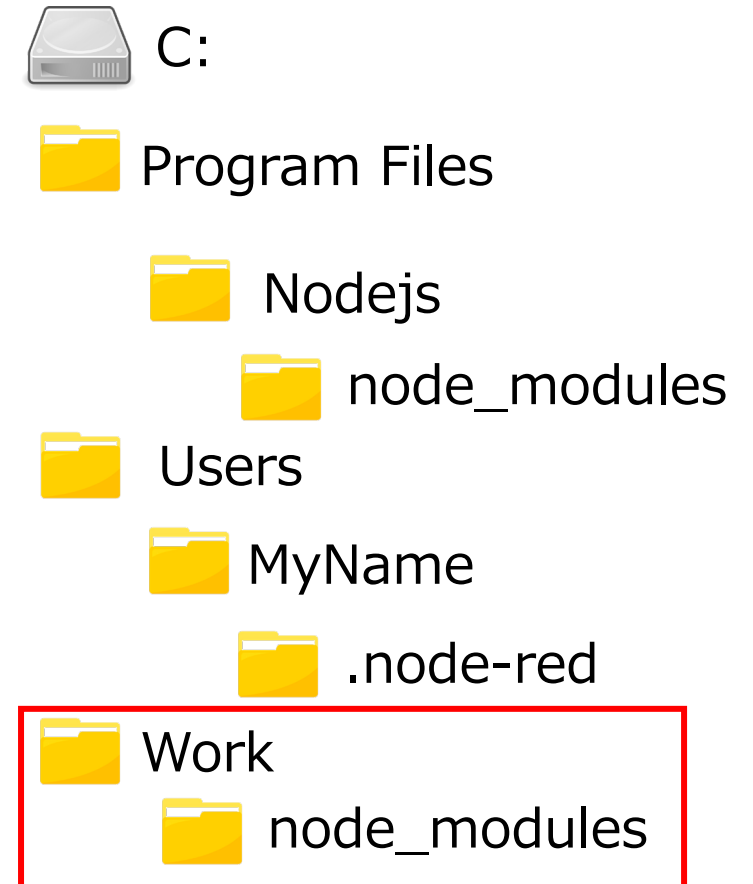 C:
Program Files
Nodejs
node_modules
Users
MyName
.node-red
Work
node_modules